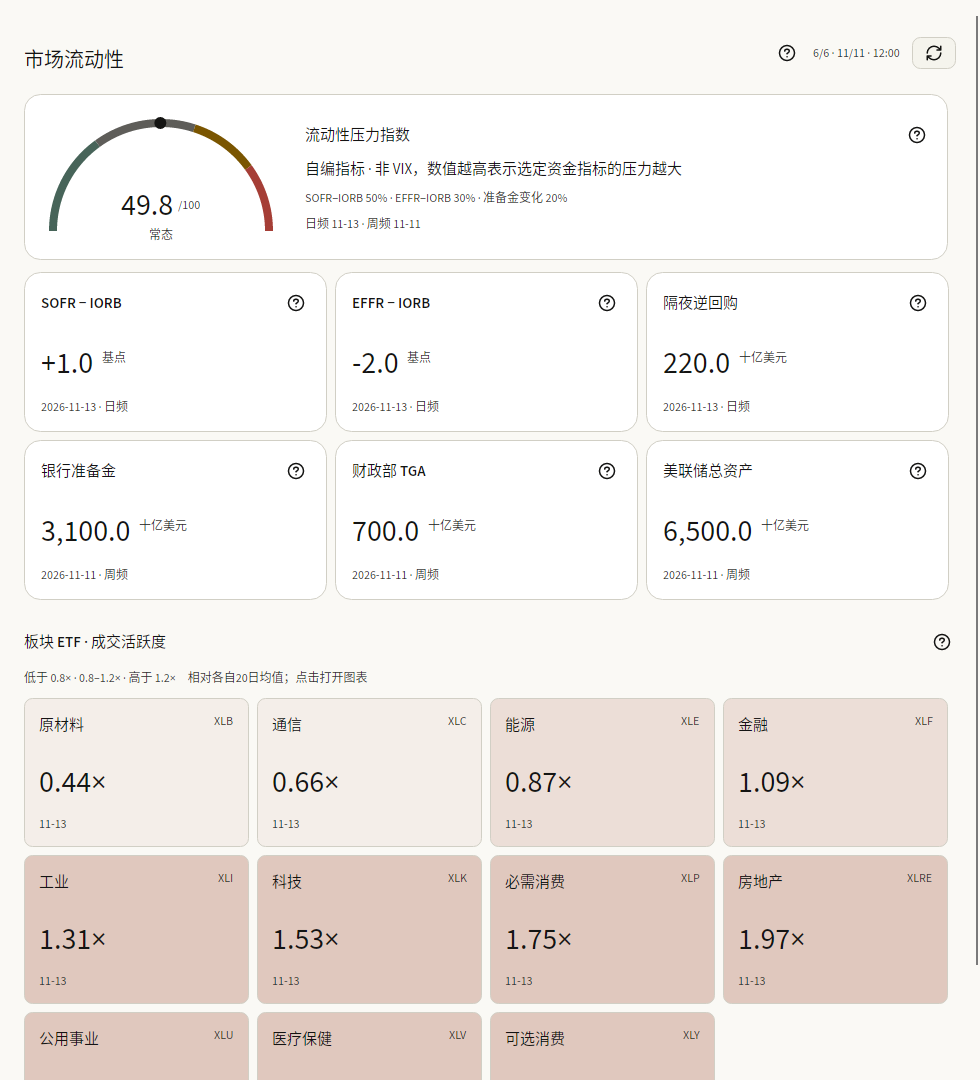 市场流动性
6/6 · 11/11 · 12:00
流动性压力指数
自编指标 · 非 VIX，数值越高表示选定资金指标的压力越大
SOFR–IORB 50% · EFFR–IORB 30% · 准备金变化 20%
日频 11-13 · 周频 11-11
49.8 /100
常态
SOFR – IORB
+1.0 基点
2026-11-13 · 日频
EFFR – IORB
-2.0 基点
2026-11-13 · 日频
隔夜逆回购
220.0 十亿美元
2026-11-13 · 日频
银行准备金
3,100.0 十亿美元
2026-11-11 · 周频
财政部 TGA
700.0 十亿美元
2026-11-11 · 周频
美联储总资产
6,500.0 十亿美元
2026-11-11 · 周频
板块 ETF · 成交活跃度
低于 0.8× · 0.8–1.2× · 高于 1.2× 相对各自20日均值；点击打开图表
原材料 XLB
0.44×
11-13
通信 XLC
0.66×
11-13
能源 XLE
0.87×
11-13
金融 XLF
1.09×
11-13
工业 XLI
1.31×
11-13
科技 XLK
1.53×
11-13
必需消费 XLP
1.75×
11-13
房地产 XLRE
1.97×
11-13
公用事业 XLU
医疗保健 XLV
可选消费 XLY